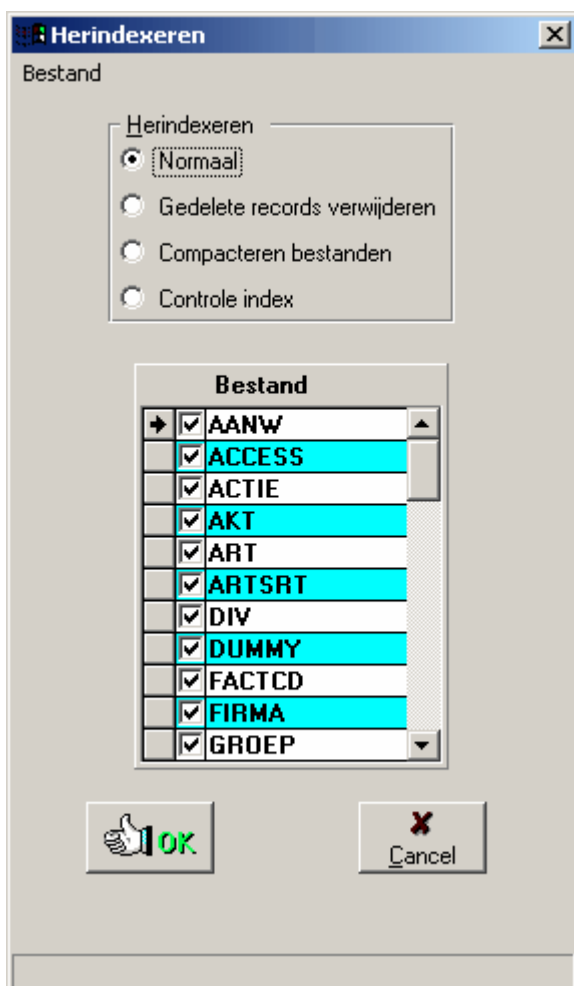 Herindexeren
Bestand
Herindexeren
Normaal
Gedelete records verwijderen
Compacteren bestanden
Controle index
Bestand
AANW
ACCESS
ACTIE
AKT
ART
ARTSRT
DIV
DUMMY
FACTCD
FIRMA
GROEP
OK
Cancel